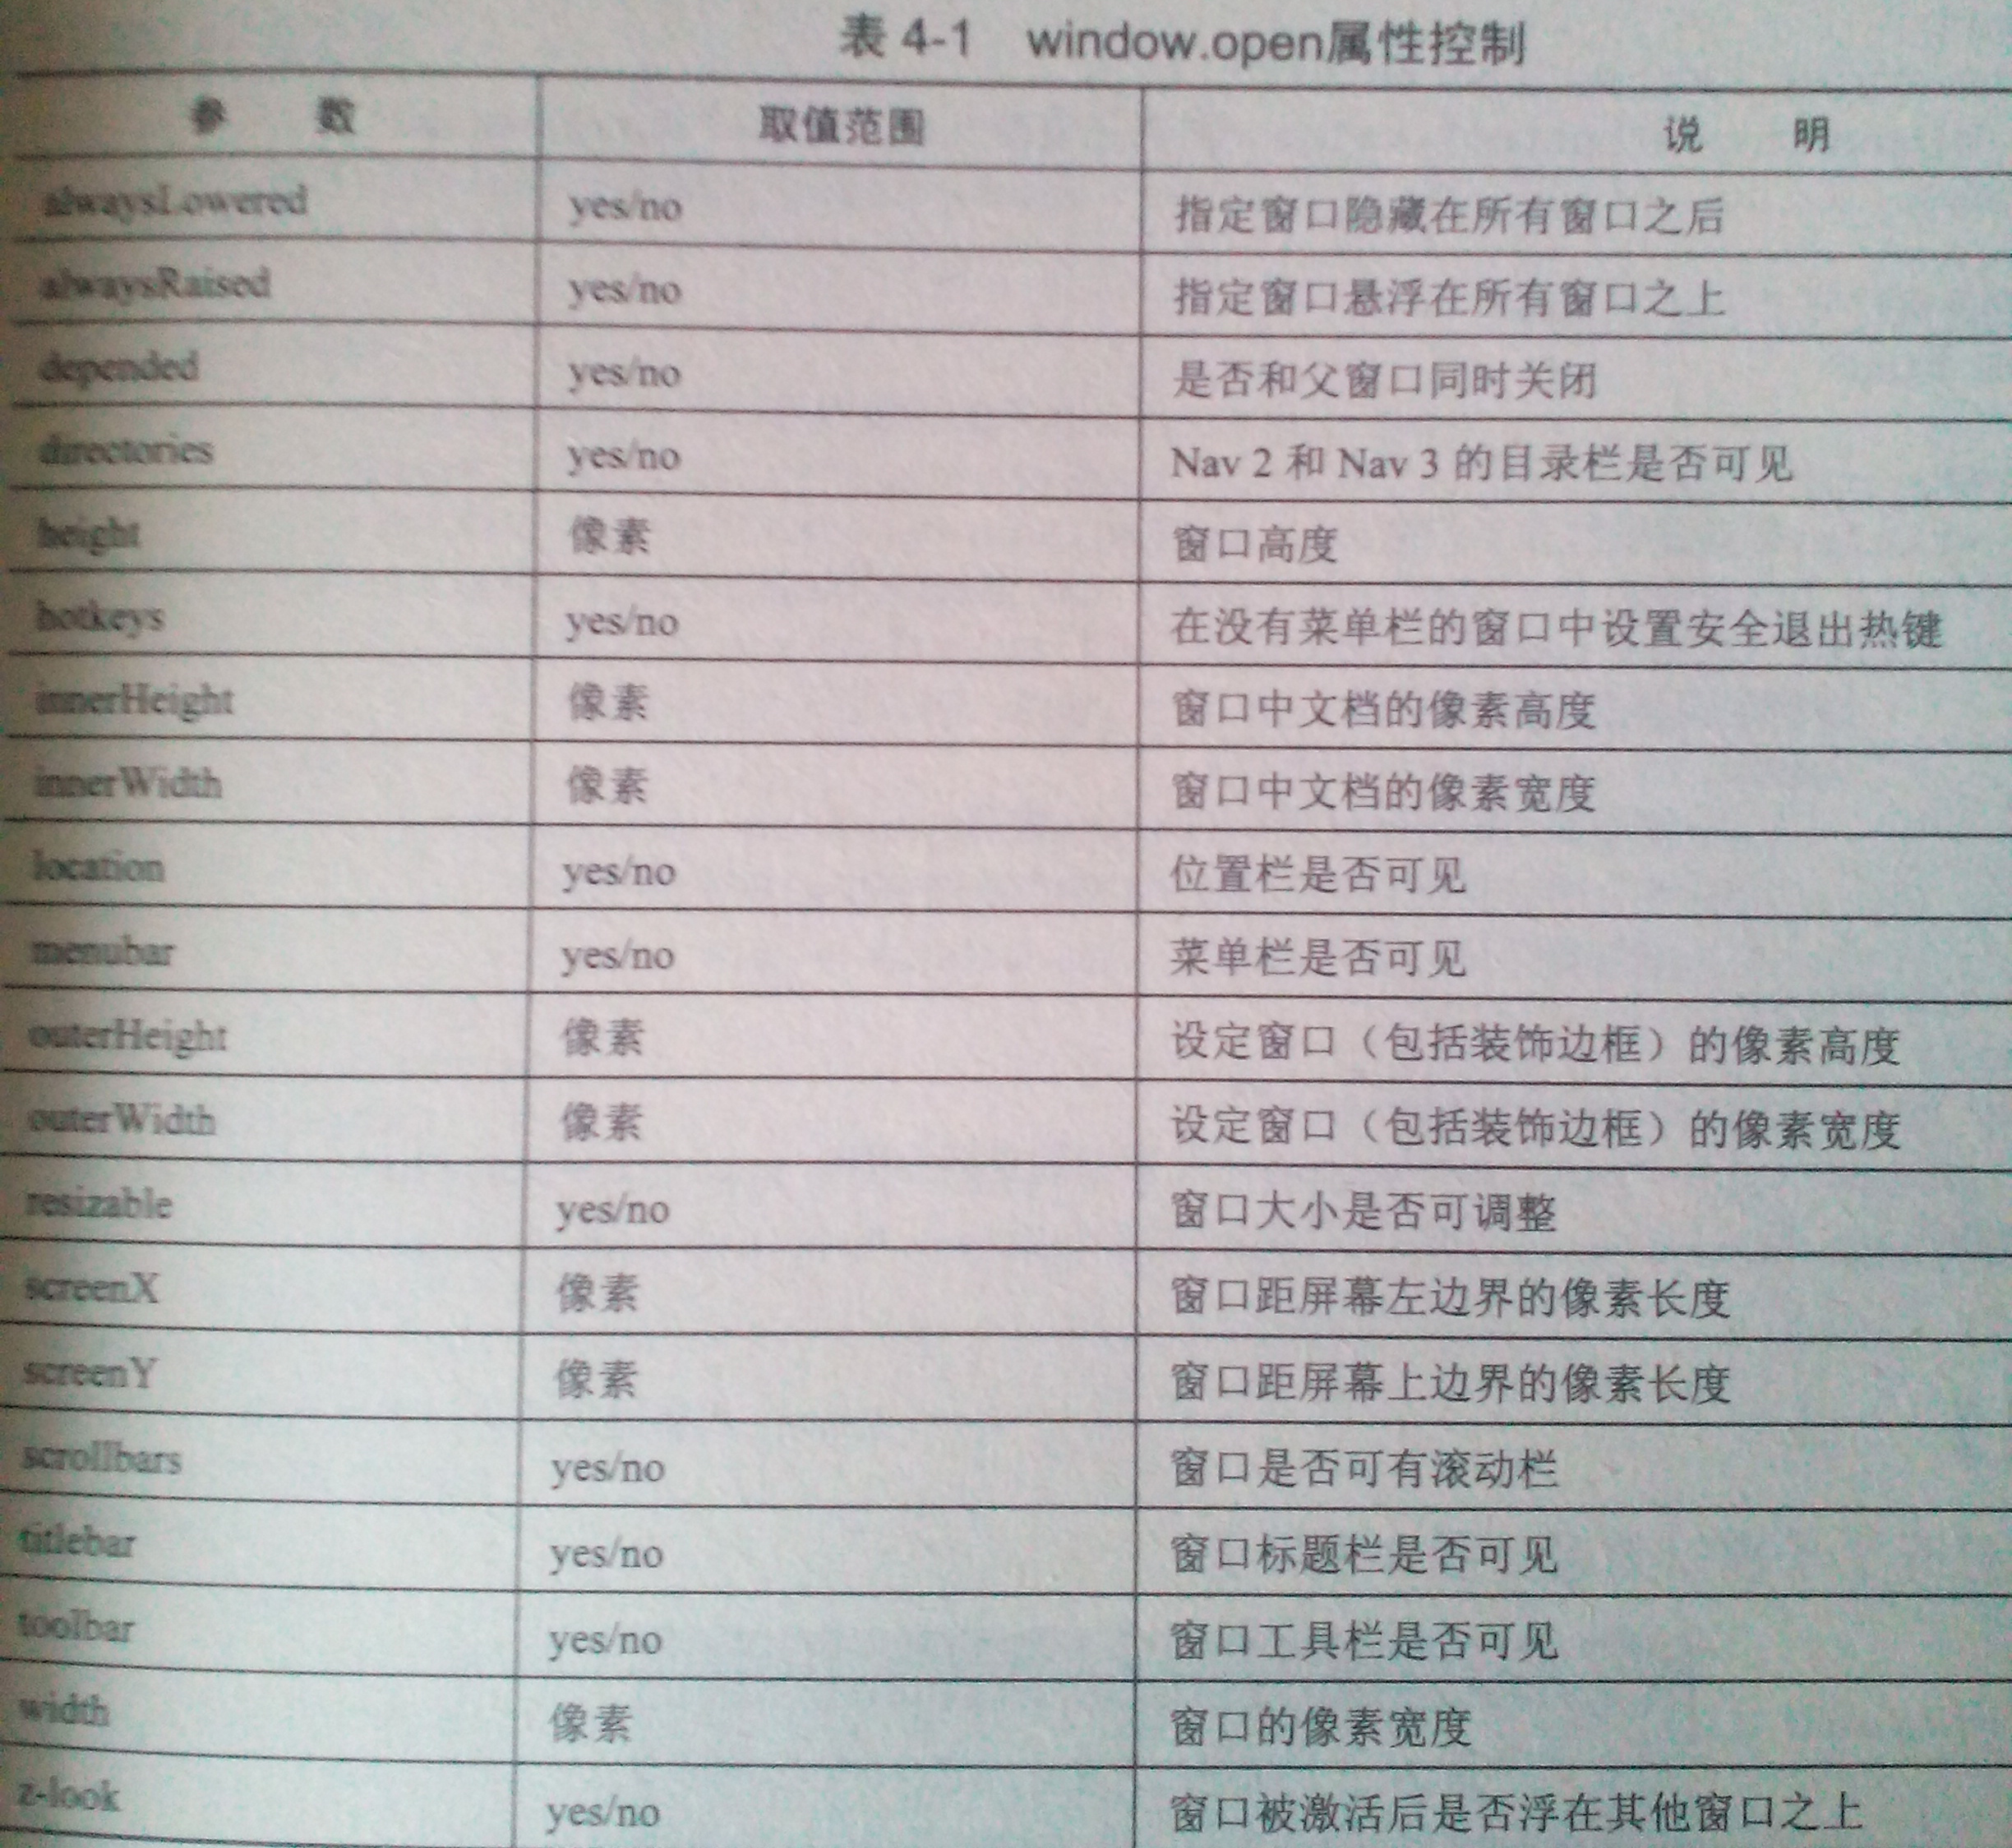 表 4-1 window.open属性控制
参 数 取值范围 说 明
alwaysLowered yes/no 指定窗口隐藏在所有窗口之后
alwaysRaised yes/no 指定窗口悬浮在所有窗口之上
depended yes/no 是否和父窗口同时关闭
directories yes/no Nav 2 和 Nav 3 的目录栏是否可见
height 像素 窗口高度
hotkeys yes/no 在没有菜单栏的窗口中设置安全退出热键
innerHeight 像素 窗口中文档的像素高度
innerWidth 像素 窗口中文档的像素宽度
location yes/no 位置栏是否可见
menubar yes/no 菜单栏是否可见
outerHeight 像素 设定窗口（包括装饰边框）的像素高度
outerWidth 像素 设定窗口（包括装饰边框）的像素宽度
resizable yes/no 窗口大小是否可调整
screenX 像素 窗口距屏幕左边界的像素长度
screenY 像素 窗口距屏幕上边界的像素长度
scrollbars yes/no 窗口是否可有滚动栏
titlebar yes/no 窗口标题栏是否可见
toolbar yes/no 窗口工具栏是否可见
width 像素 窗口的像素宽度
z-look yes/no 窗口被激活后是否浮在其他窗口之上